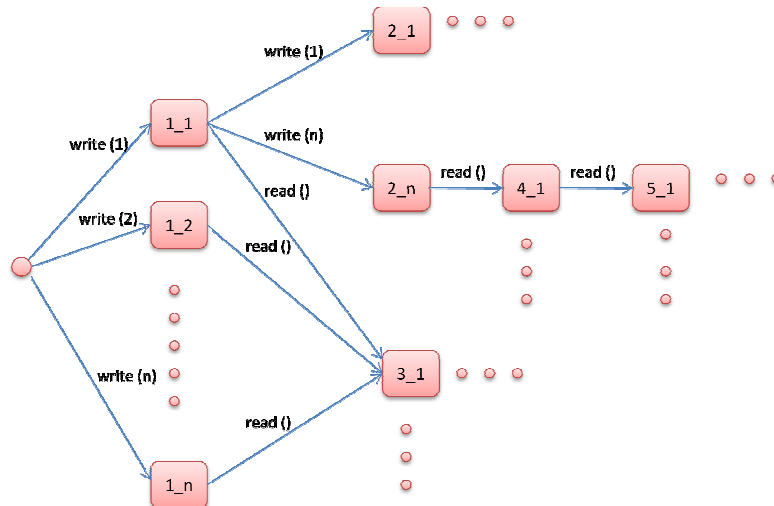 2_1
write (1)
1_1
write (1)
write (n)
read ()
read ()
2_n
4_1
5_1
read ()
write (2)
1_2
read ()
write (n)
3_1
read ()
1_n